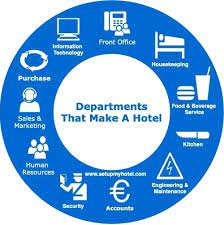 Departments
That Make A Hotel
Front Office
Housekeeping
Food & Beverage
Service
Kitchen
Engineering &
Maintenance
Accounts
Security
Human
Resources
Sales &
Marketing
Purchase
Information
Technology
www.setupmyhotel.com